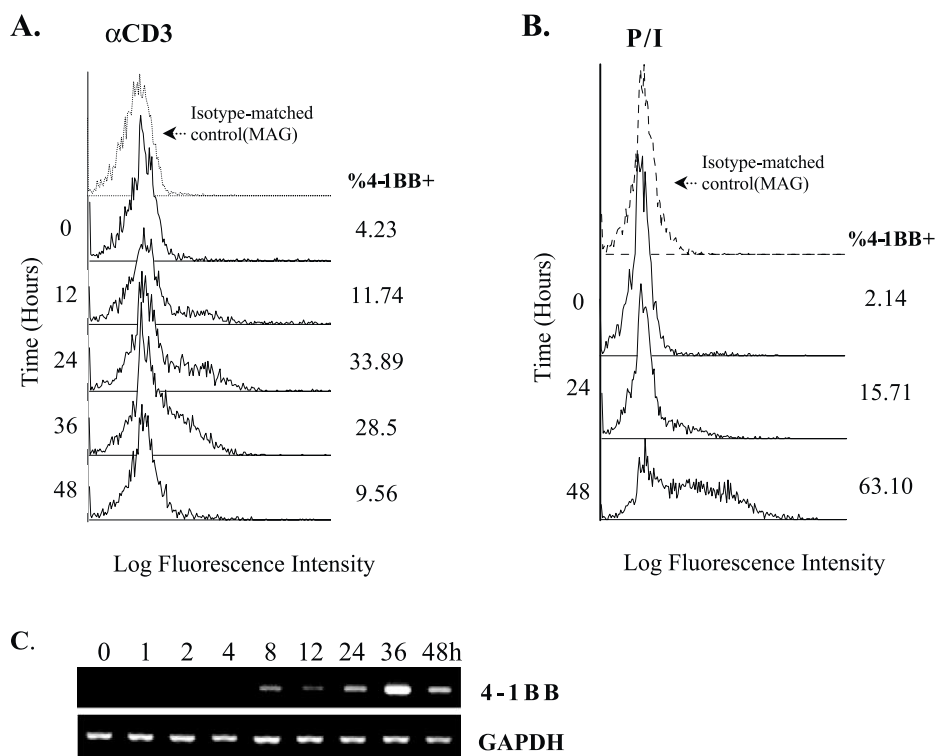 A.
αCD3
Isotype-matched
control(MAG)
%4-1BB+
0
4.23
12
11.74
24
33.89
36
28.5
48
9.56
Time (Hours)
Log Fluorescence Intensity
B.
P/I
Isotype-matched
control(MAG)
%4-1BB+
0
2.14
24
15.71
48
63.10
Time (Hours)
Log Fluorescence Intensity
C.
0 1 2 4 8 12 24 36 48h
4-1BB
GAPDH